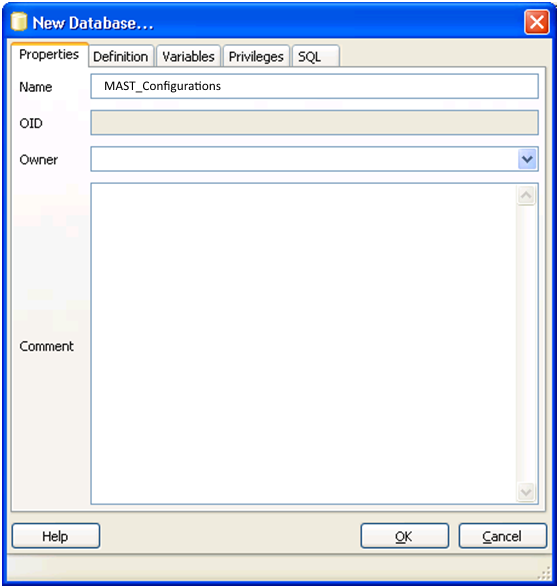 New Database...
Properties Definition Variables Privileges SQL
Name MAST_Configurations
OID
Owner
Comment
Help OK Cancel